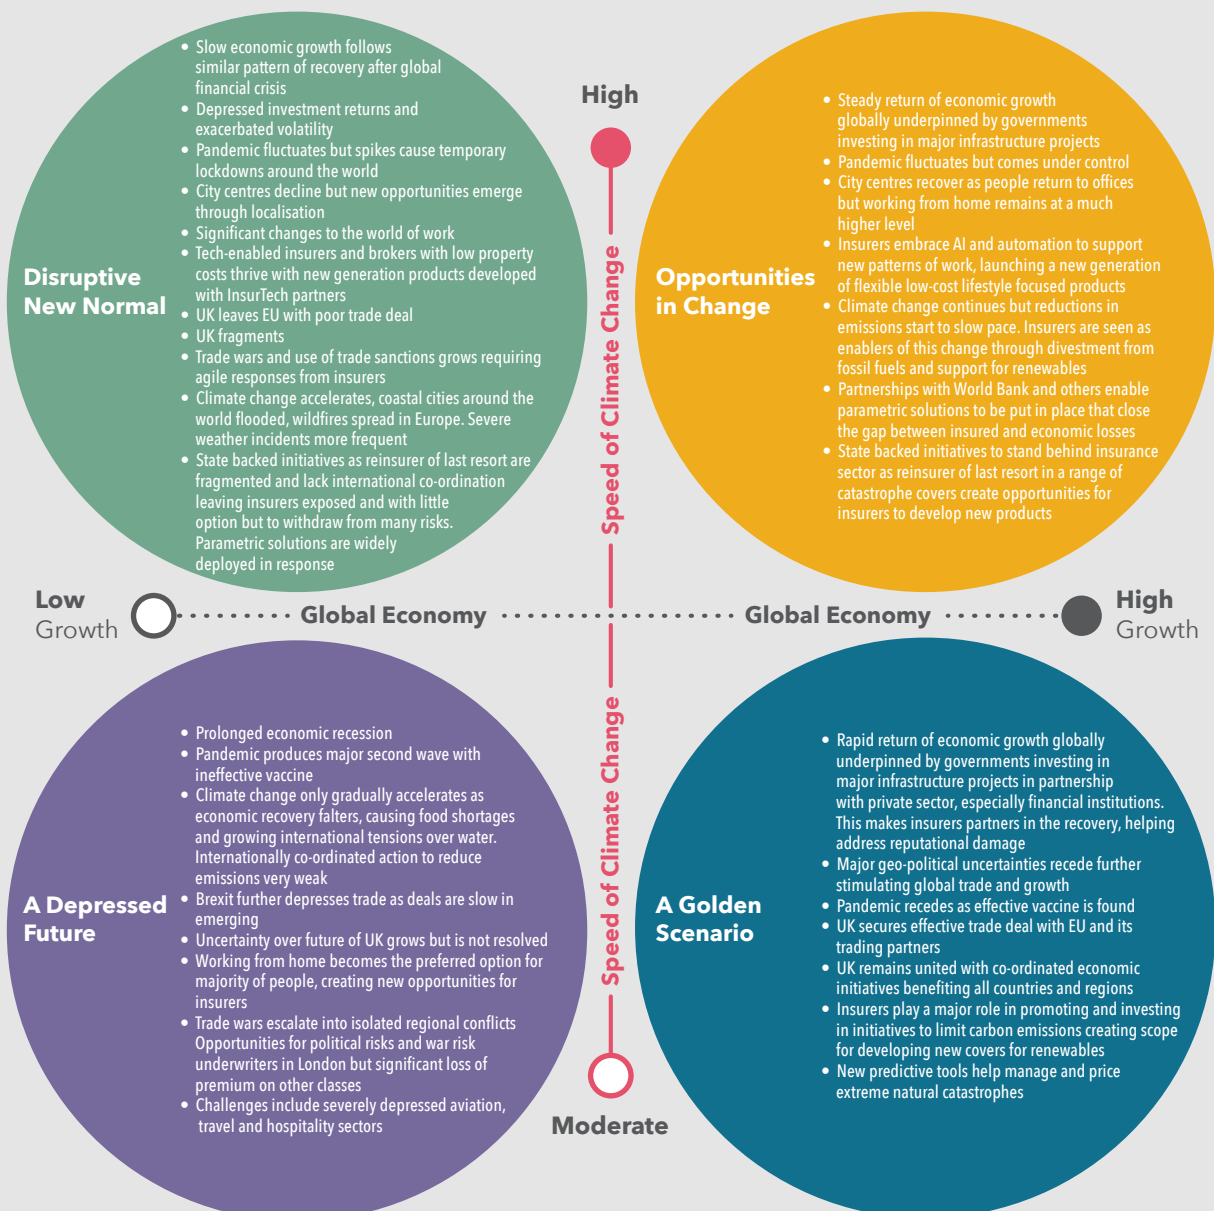 • Slow economic growth follows
similar pattern of recovery after global
financial crisis
• Depressed investment returns and
exacerbated volatility
• Pandemic fluctuates but spikes cause temporary
lockdowns around the world
• City centres decline but new opportunities emerge
through localisation
• Significant changes to the world of work
• Tech-enabled insurers and brokers with low property
costs thrive with new generation products developed
with InsurTech partners
• UK leaves EU with poor trade deal
• UK fragments
• Trade wars and use of trade sanctions grows requiring
agile responses from insurers
• Climate change accelerates, coastal cities around the
world flooded, wildfires spread in Europe. Severe
weather incidents more frequent
• State backed initiatives as reinsurer of last resort are
fragmented and lack international co-ordination
leaving insurers exposed and with little
option but to withdraw from many risks.
Parametric solutions are widely
deployed in response
Disruptive
New Normal
High
Speed of Climate Change
Opportunities
in Change
• Steady return of economic growth
globally underpinned by governments
investing in major infrastructure projects
• Pandemic fluctuates but comes under control
• City centres recover as people return to offices
but working from home remains at a much
higher level
• Insurers embrace AI and automation to support
new patterns of work, launching a new generation
of flexible low-cost lifestyle focused products
• Climate change continues but reductions in
emissions start to slow pace. Insurers are seen as
enablers of this change through divestment from
fossil fuels and support for renewables
• Partnerships with World Bank and others enable
parametric solutions to be put in place that close
the gap between insured and economic losses
• State backed initiatives to stand behind insurance
sector as reinsurer of last resort in a range of
catastrophe covers create opportunities for
insurers to develop new products
Low
Growth
Global Economy
Global Economy
High
Growth
A Depressed
Future
• Prolonged economic recession
• Pandemic produces major second wave with
ineffective vaccine
• Climate change only gradually accelerates as
economic recovery falters, causing food shortages
and growing international tensions over water.
Internationally co-ordinated action to reduce
emissions very weak
• Brexit further depresses trade as deals are slow in
emerging
• Uncertainty over future of UK grows but is not resolved
• Working from home becomes the preferred option for
majority of people, creating new opportunities for
insurers
• Trade wars escalate into isolated regional conflicts
Opportunities for political risks and war risk
underwriters in London but significant loss of
premium on other classes
• Challenges include severely depressed aviation,
travel and hospitality sectors
Speed of Climate Change
Moderate
A Golden
Scenario
• Rapid return of economic growth globally
underpinned by governments investing in
major infrastructure projects in partnership
with private sector, especially financial institutions.
This makes insurers partners in the recovery, helping
address reputational damage
• Major geo-political uncertainties recede further
stimulating global trade and growth
• Pandemic recedes as effective vaccine is found
• UK secures effective trade deal with EU and its
trading partners
• UK remains united with co-ordinated economic
initiatives benefiting all countries and regions
• Insurers play a major role in promoting and investing
in initiatives to limit carbon emissions creating scope
for developing new covers for renewables
• New predictive tools help manage and price
extreme natural catastrophes